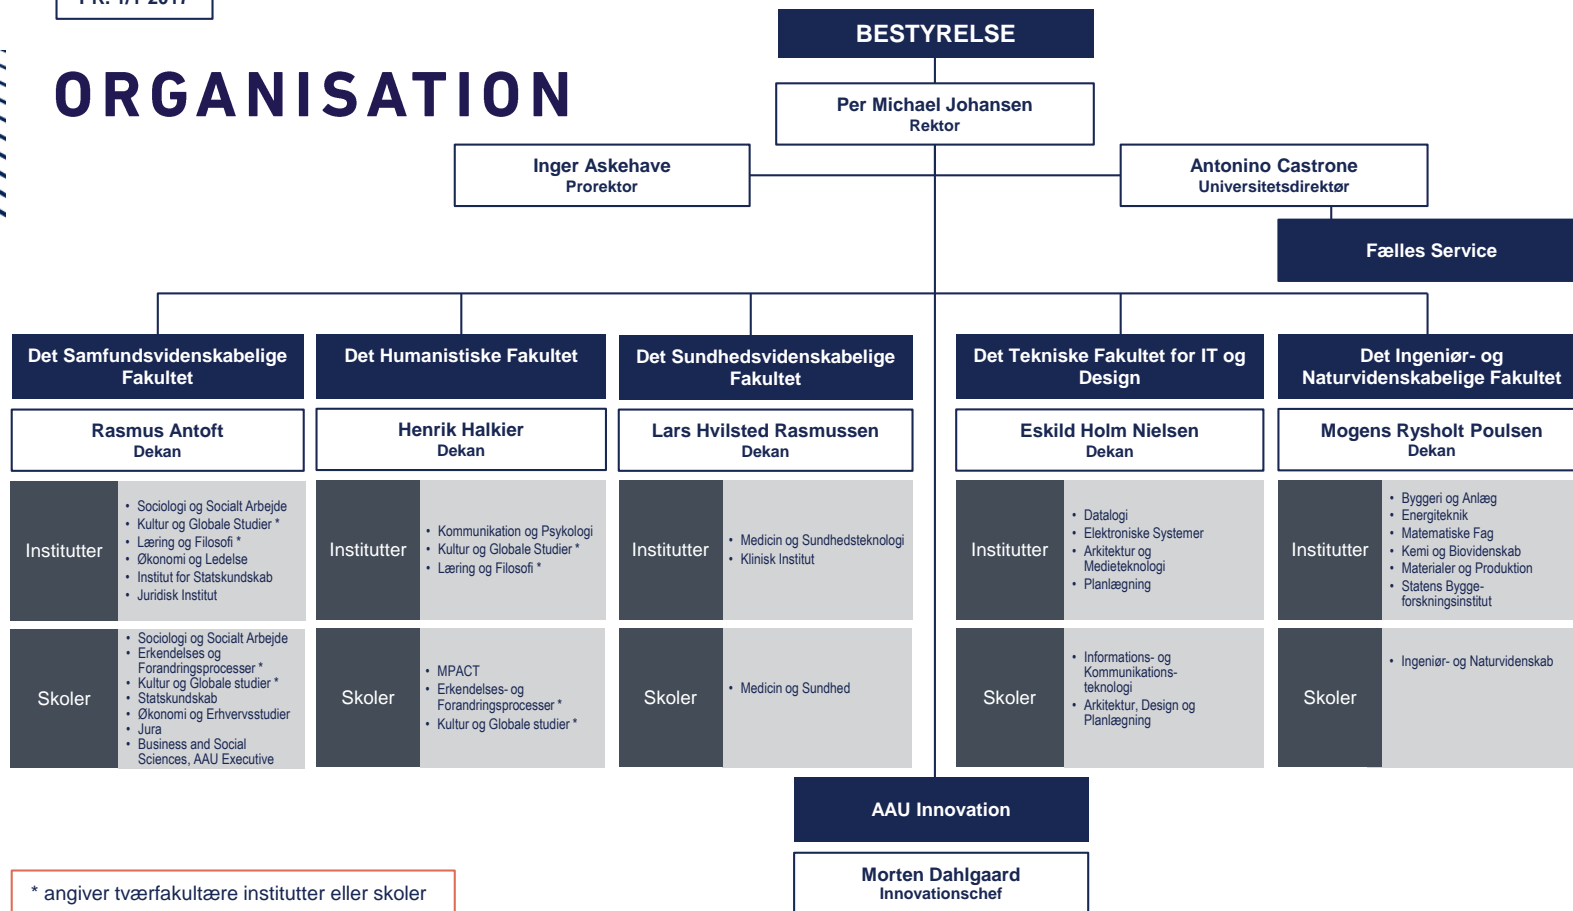 PR. 1/1 2017
ORGANISATION
BESTYRELSE
Per Michael Johansen
Rektor
Inger Askehave
Prorektor
Antonino Castrone
Universitetsdirektør
Fælles Service
Det Samfundsvidenskabelige
Fakultet
Rasmus Antoft
Dekan
Institutter
• Sociologi og Socialt Arbejde
• Kultur og Globale Studier *
• Læring og Filosofi *
• Økonomi og Ledelse
• Institut for Statskundskab
• Juridisk Institut
Skoler
• Sociologi og Socialt Arbejde
• Erkendelses og
Forandringsprocesser *
• Kultur og Globale studier *
• Statskundskab
• Økonomi og Erhvervsstudier
• Jura
• Business and Social
Sciences, AAU Executive
Det Humanistiske Fakultet
Henrik Halkier
Dekan
Institutter
• Kommunikation og Psykologi
• Kultur og Globale Studier *
• Læring og Filosofi *
Skoler
• MPACT
• Erkendelses- og
Forandringsprocesser *
• Kultur og Globale studier *
Det Sundhedsvidenskabelige
Fakultet
Lars Hvilsted Rasmussen
Dekan
Institutter
• Medicin og Sundhedsteknologi
• Klinisk Institut
Skoler
• Medicin og Sundhed
Det Tekniske Fakultet for IT og
Design
Eskild Holm Nielsen
Dekan
Institutter
• Datalogi
• Elektroniske Systemer
• Arkitektur og
Medieteknologi
• Planlægning
Skoler
• Informations- og
Kommunikations-
teknologi
• Arkitektur, Design og
Planlægning
Det Ingeniør- og
Naturvidenskabelige Fakultet
Mogens Rysholt Poulsen
Dekan
Institutter
• Byggeri og Anlæg
• Energiteknik
• Matematiske Fag
• Kemi og Biovidenskab
• Materialer og Produktion
• Statens Bygge-
forskningsinstitut
Skoler
• Ingeniør- og Naturvidenskab
AAU Innovation
Morten Dahlgaard
Innovationschef
* angiver tværfakultære institutter eller skoler